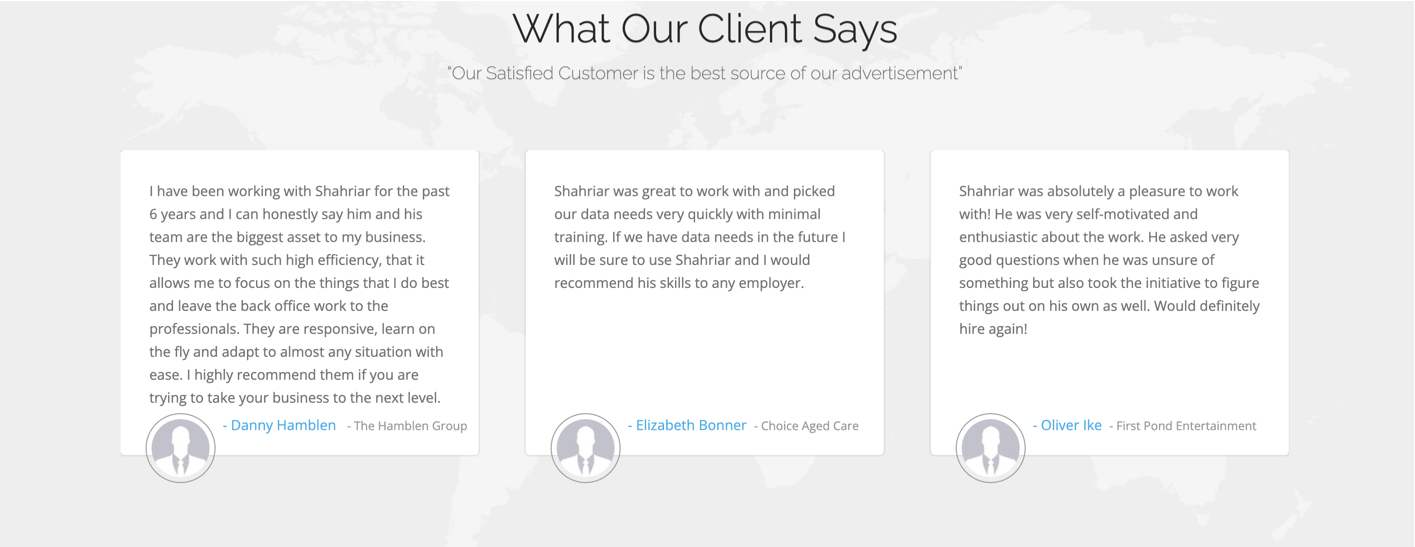 What Our Client Says
"Our Satisfied Customer is the best source of our advertisement"
I have been working with Shahriar for the past
6 years and I can honestly say him and his
team are the biggest asset to my business.
They work with such high efficiency, that it
allows me to focus on the things that I do best
and leave the back office work to the
professionals. They are responsive, learn on
the fly and adapt to almost any situation with
ease. I highly recommend them if you are
trying to take your business to the next level.
- Danny Hamblen - The Hamblen Group
Shahriar was great to work with and picked
our data needs very quickly with minimal
training. If we have data needs in the future I
will be sure to use Shahriar and I would
recommend his skills to any employer.
- Elizabeth Bonner - Choice Aged Care
Shahriar was absolutely a pleasure to work
with! He was very self-motivated and
enthusiastic about the work. He asked very
good questions when he was unsure of
something but also took the initiative to figure
things out on his own as well. Would definitely
hire again!
- Oliver Ike - First Pond Entertainment